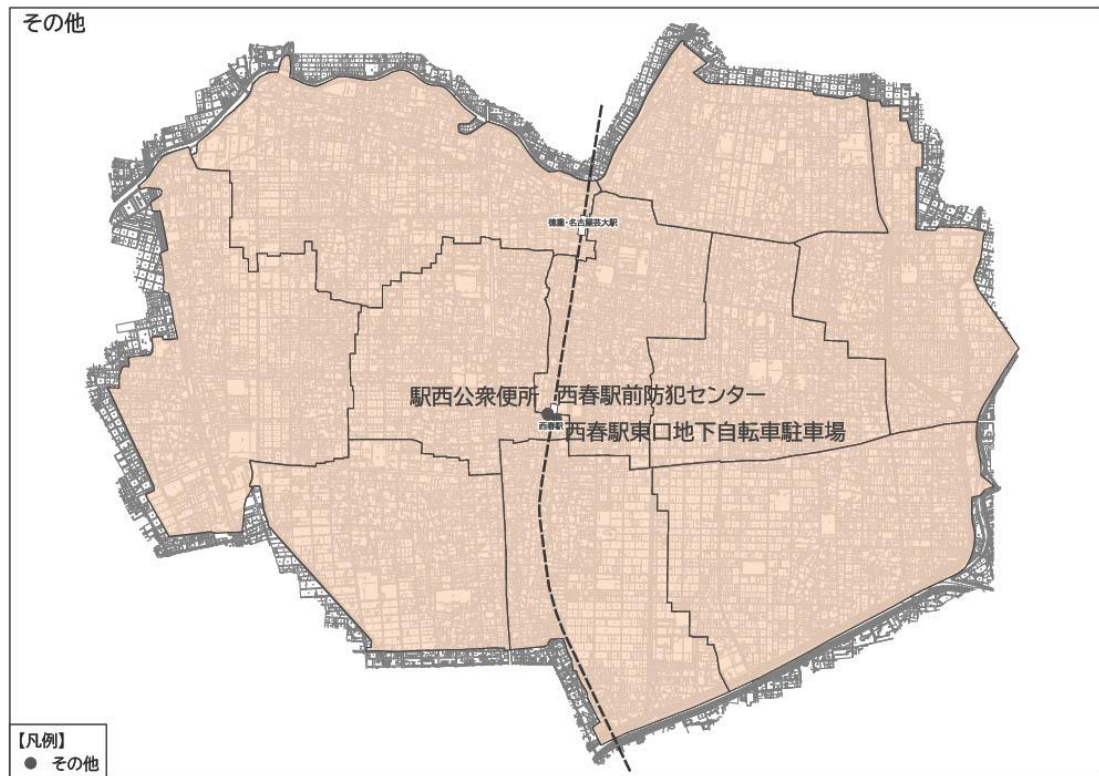 その他
徳重・名古屋芸大駅
駅西公衆便所
西春駅前防犯センター
西春駅
西春駅東口地下自転車駐車場
【凡例】
● その他